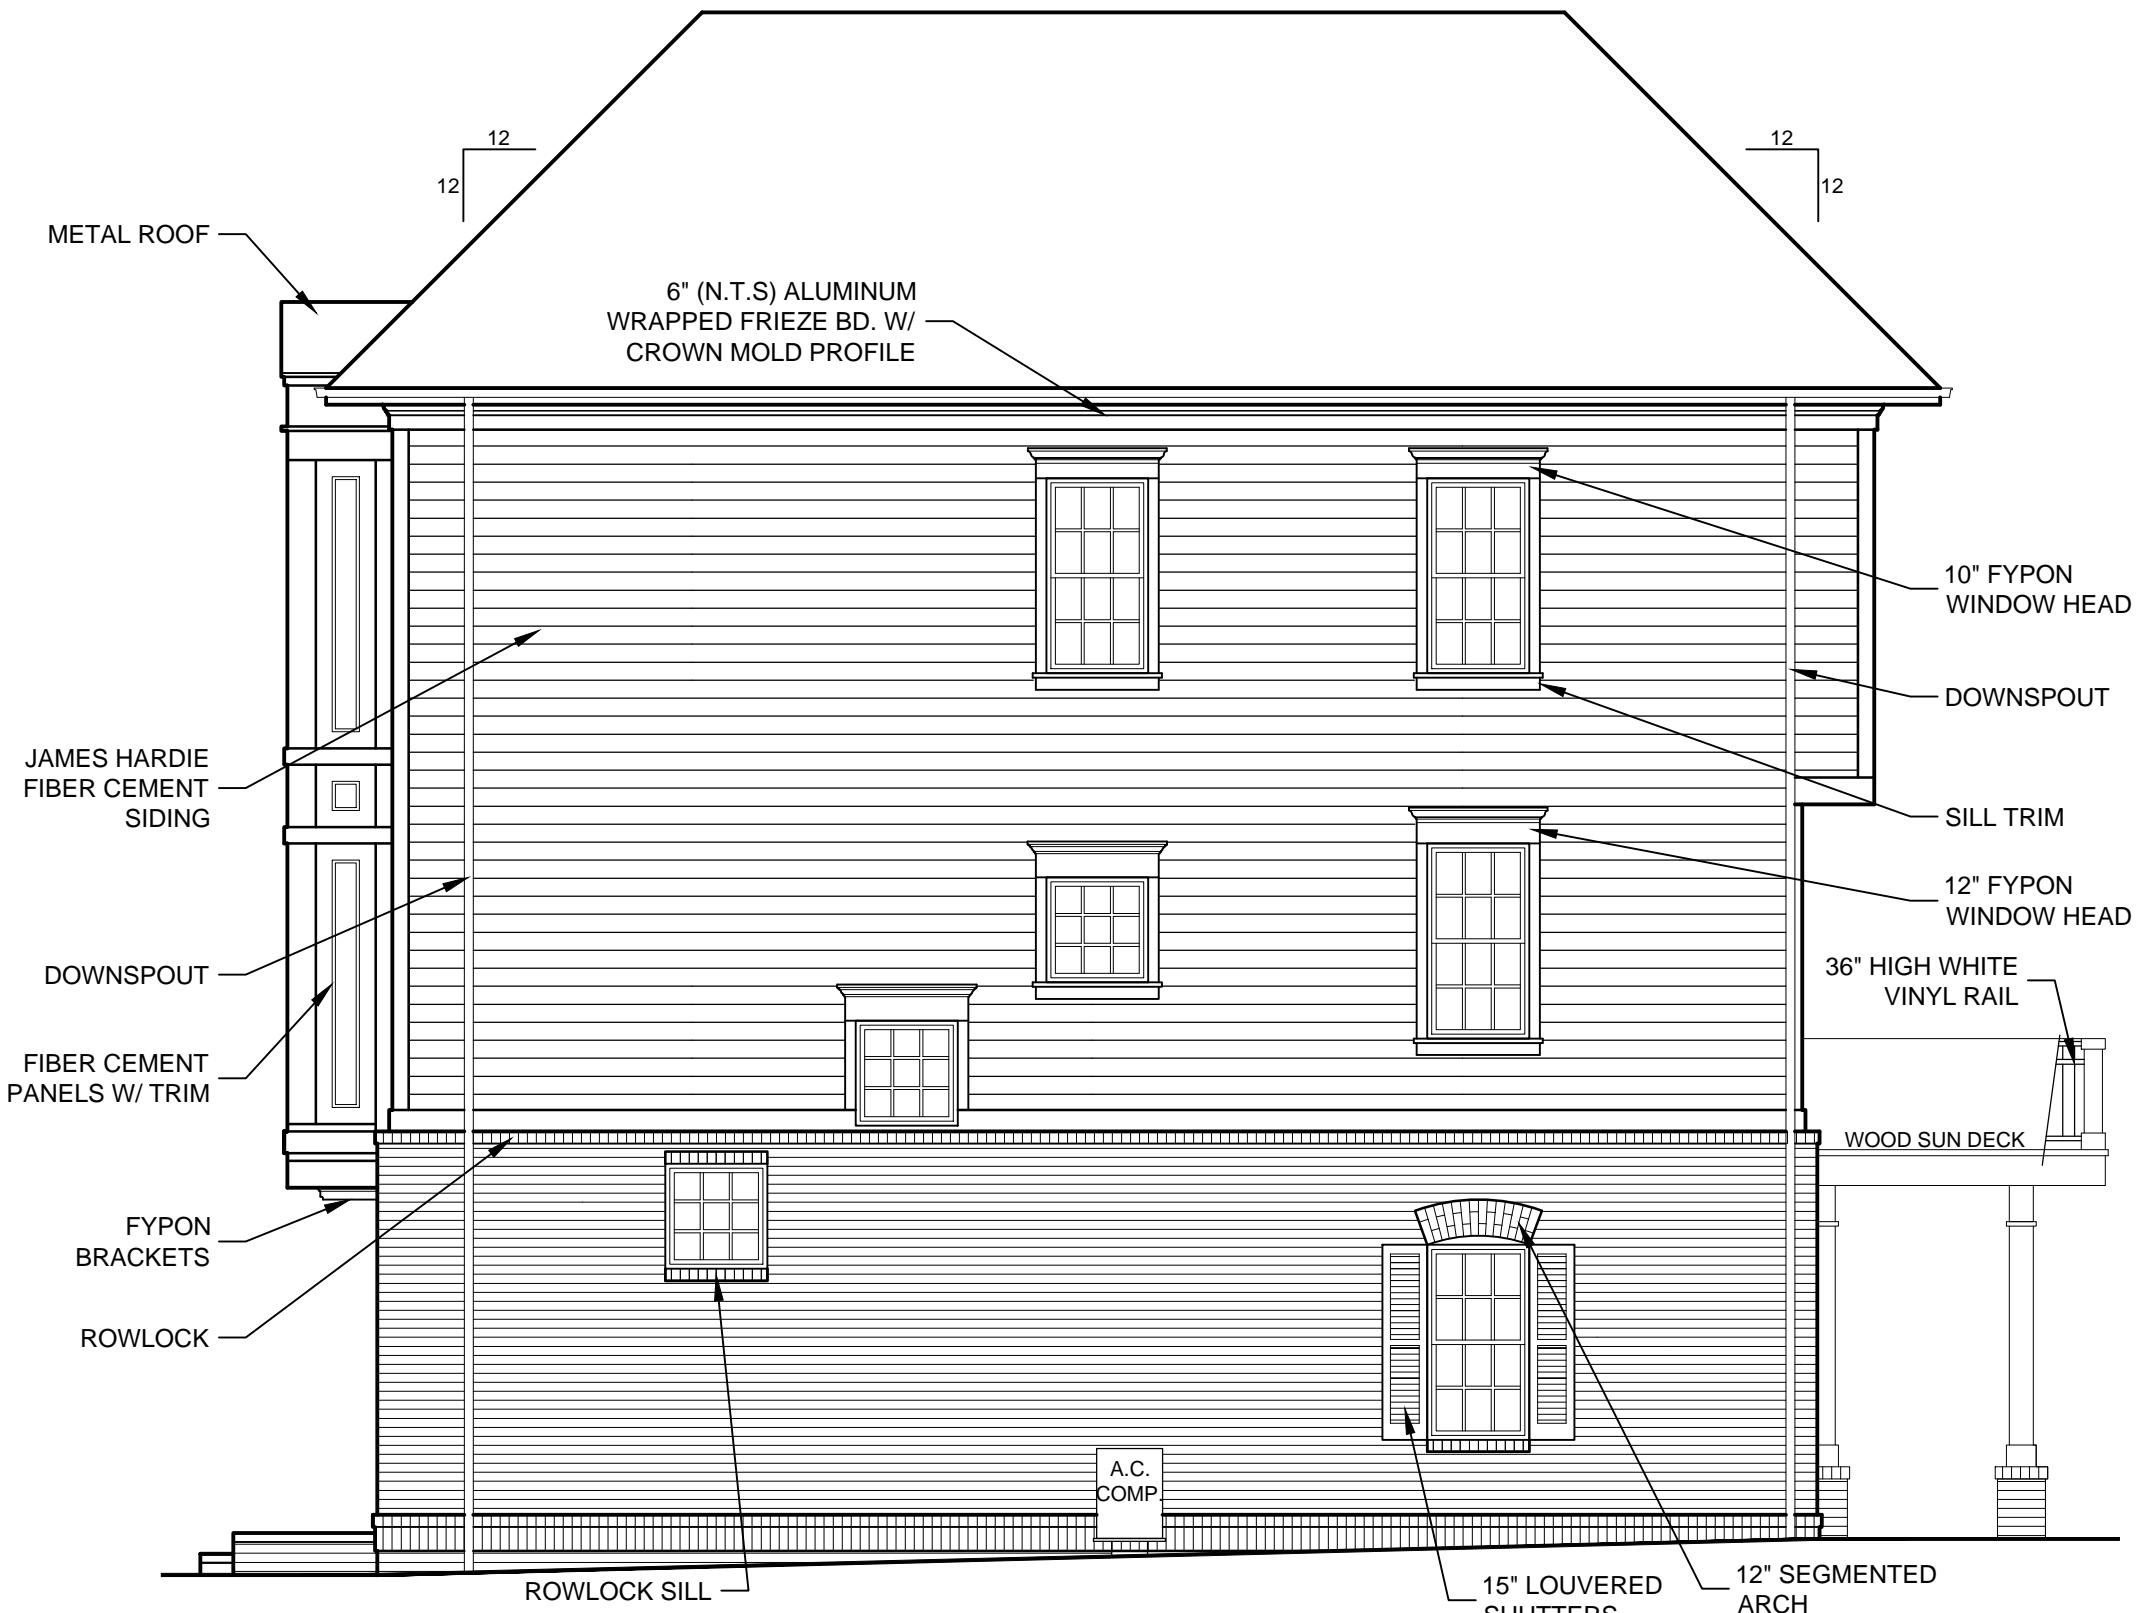 12
12
12
12
METAL ROOF
6" (N.T.S) ALUMINUM
WRAPPED FRIEZE BD. W/
CROWN MOLD PROFILE
10" FYPON
WINDOW HEAD
DOWNSPOUT
JAMES HARDIE
FIBER CEMENT
SIDING
SILL TRIM
12" FYPON
WINDOW HEAD
DOWNSPOUT
36" HIGH WHITE
VINYL RAIL
FIBER CEMENT
PANELS W/ TRIM
WOOD SUN DECK
FYPON
BRACKETS
ROWLOCK
A.C.
COMP.
ROWLOCK SILL
15" LOUVERED
SHUTTERS
12" SEGMENTED
ARCH